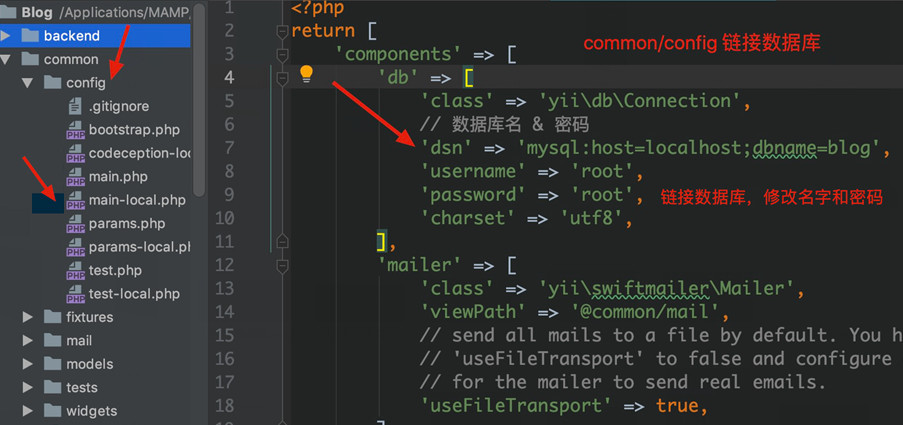 Blog /Applications/MAMP
backend
common
config
.gitignore
bootstrap.php
codeception-loc
main.php
main-local.php
params.php
params-local.ph
test.php
test-local.php
fixtures
mail
models
tests
widgets
1 <?php
2 return [
3 'components' => [
common/config 链接数据库
4 'db' => [
5 'class' => 'yii\db\Connection',
6 // 数据库名 & 密码
7 'dsn' => 'mysql:host=localhost;dbname=blog',
8 'username' => 'root',
9 'password' => 'root',
链接数据库，修改名字和密码
10 'charset' => 'utf8',
11 ],
12 'mailer' => [
13 'class' => 'yii\swiftmailer\Mailer',
14 'viewPath' => '@common/mail',
15 // send all mails to a file by default. You h
16 // 'useFileTransport' to false and configure
17 // for the mailer to send real emails.
18 'useFileTransport' => true,